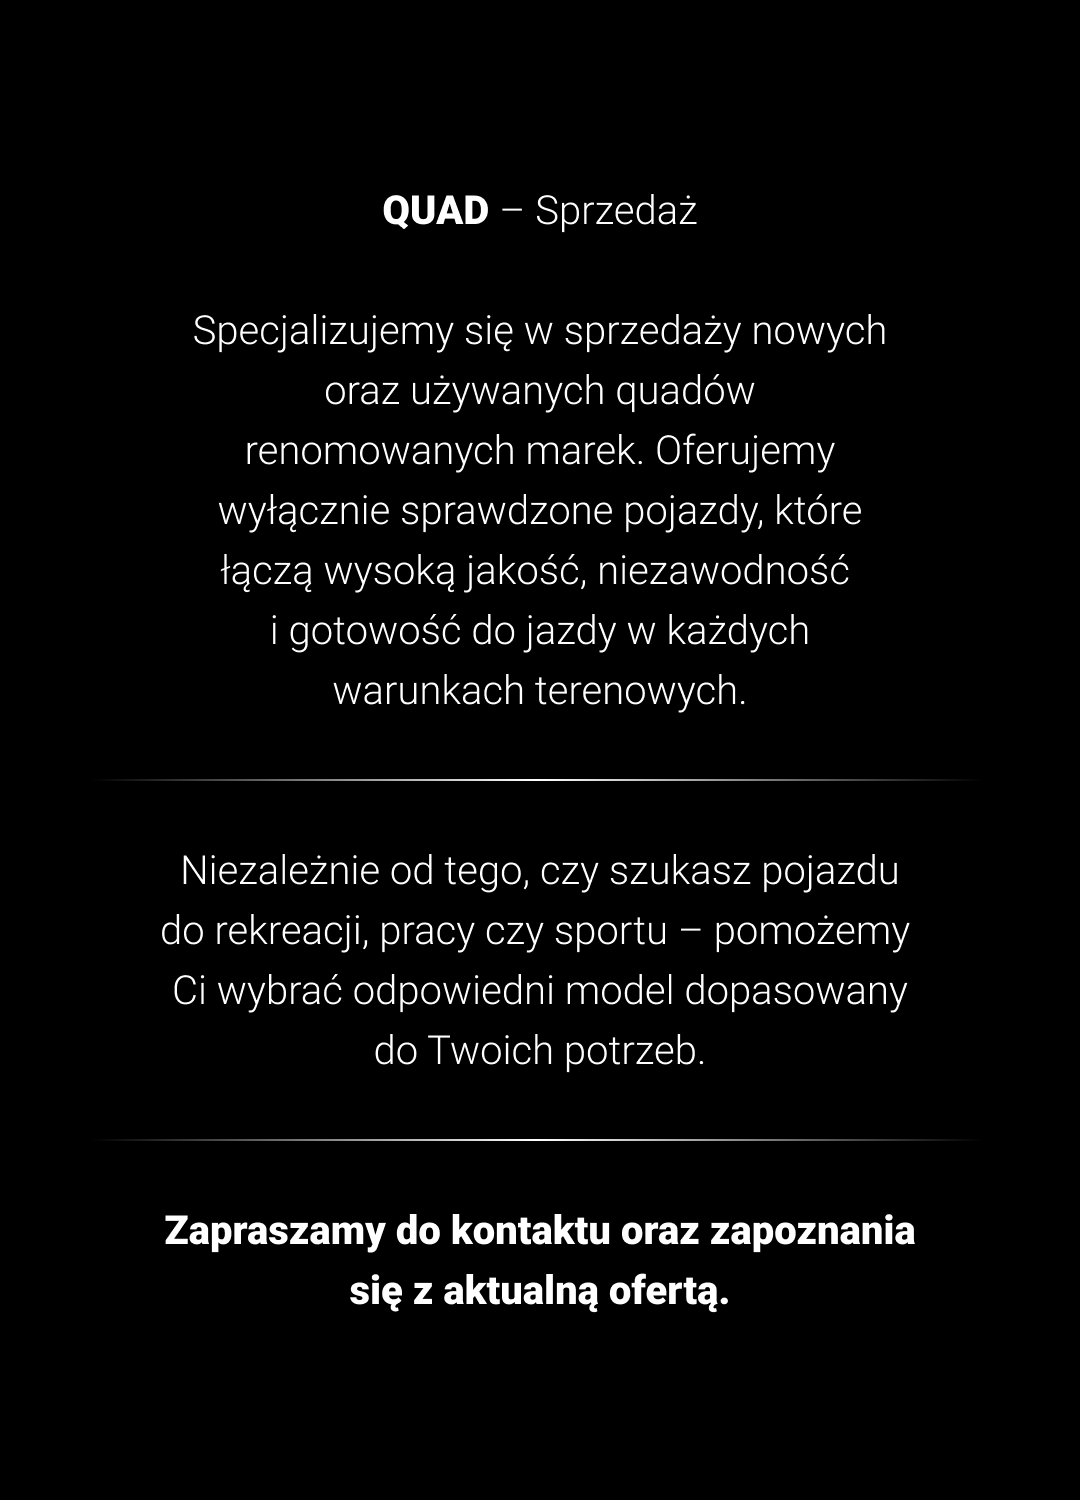 QUAD – Sprzedaż
Specjalizujemy się w sprzedaży nowych
oraz używanych quadów
renomowanych marek. Oferujemy
wyłącznie sprawdzone pojazdy, które
łączą wysoką jakość, niezawodność
i gotowość do jazdy w każdych
warunkach terenowych.
Niezależnie od tego, czy szukasz pojazdu
do rekreacji, pracy czy sportu – pomożemy
Ci wybrać odpowiedni model dopasowany
do Twoich potrzeb.
Zapraszamy do kontaktu oraz zapoznania
się z aktualną ofertą.